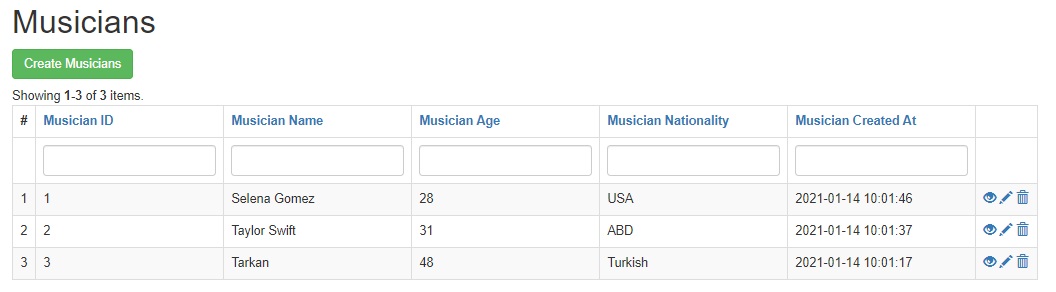 Musicians
Create Musicians
Showing 1-3 of 3 items.
# Musician ID Musician Name Musician Age Musician Nationality Musician Created At
1 1 Selena Gomez 28 USA 2021-01-14 10:01:46
2 2 Taylor Swift 31 ABD 2021-01-14 10:01:37
3 3 Tarkan 48 Turkish 2021-01-14 10:01:17